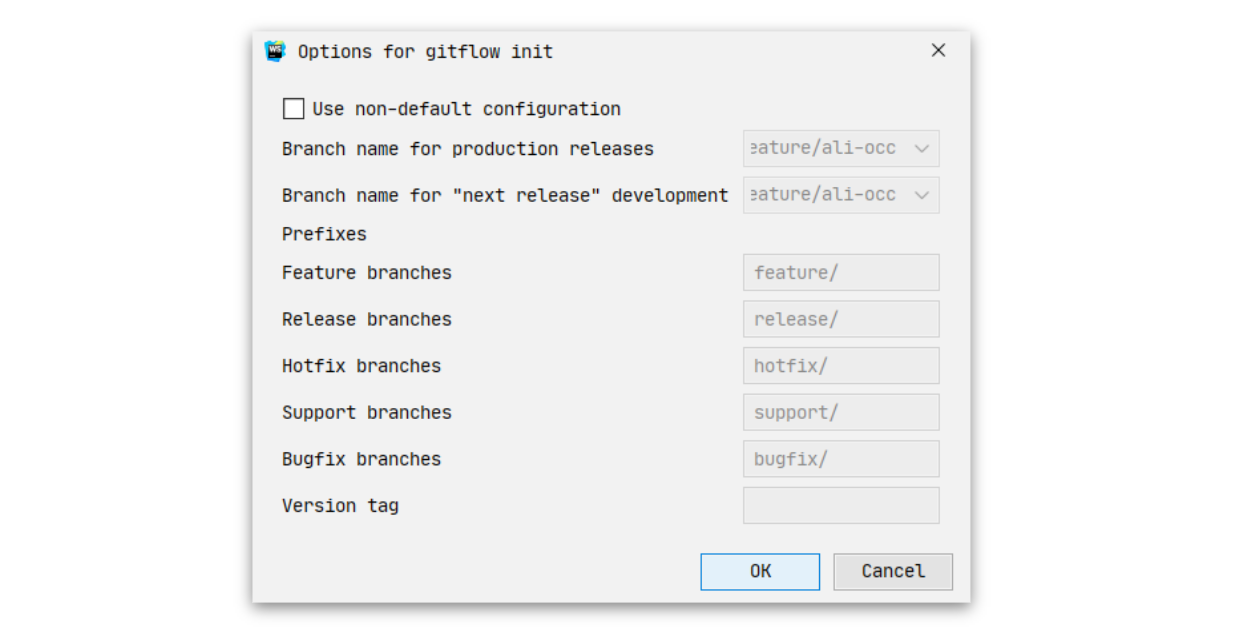 Options for gitflow init
Use non-default configuration
Branch name for production releases eature/ali-occ
Branch name for "next release" development eature/ali-occ
Prefixes
Feature branches feature/
Release branches release/
Hotfix branches hotfix/
Support branches support/
Bugfix branches bugfix/
Version tag
OK Cancel